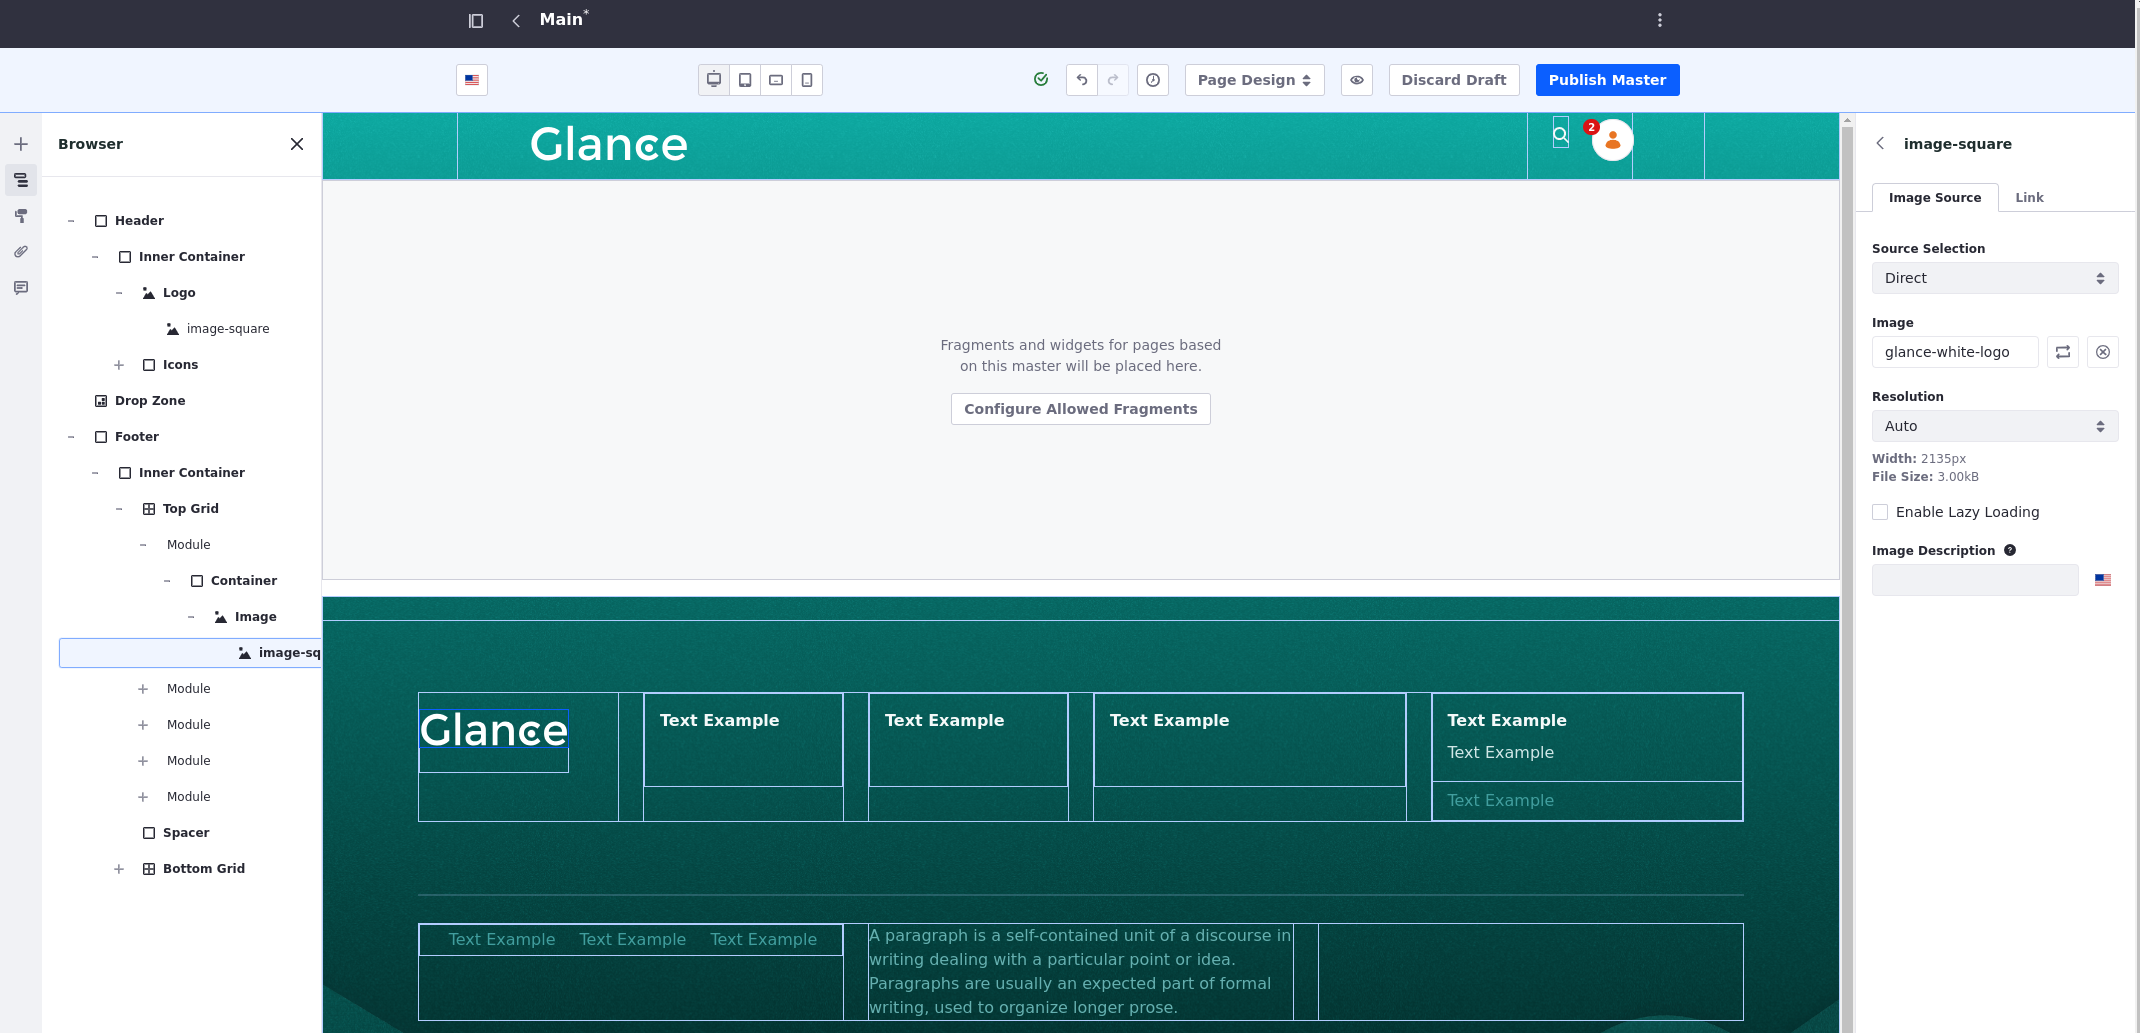 Main*
Page Design
Discard Draft
Publish Master
Browser
Header
Inner Container
Logo
image-square
Icons
Drop Zone
Footer
Inner Container
Top Grid
Module
Container
Image
image-sq
Module
Module
Module
Module
Spacer
Bottom Grid
Glance
2
Fragments and widgets for pages based
on this master will be placed here.
Configure Allowed Fragments
Glance
Text Example
Text Example
Text Example
Text Example
Text Example
Text Example
Text Example Text Example Text Example
A paragraph is a self-contained unit of a discourse in
writing dealing with a particular point or idea.
Paragraphs are usually an expected part of formal
writing, used to organize longer prose.
image-square
Image Source Link
Source Selection
Direct
Image
glance-white-logo
Resolution
Auto
Width: 2135px
File Size: 3.00kB
Enable Lazy Loading
Image Description